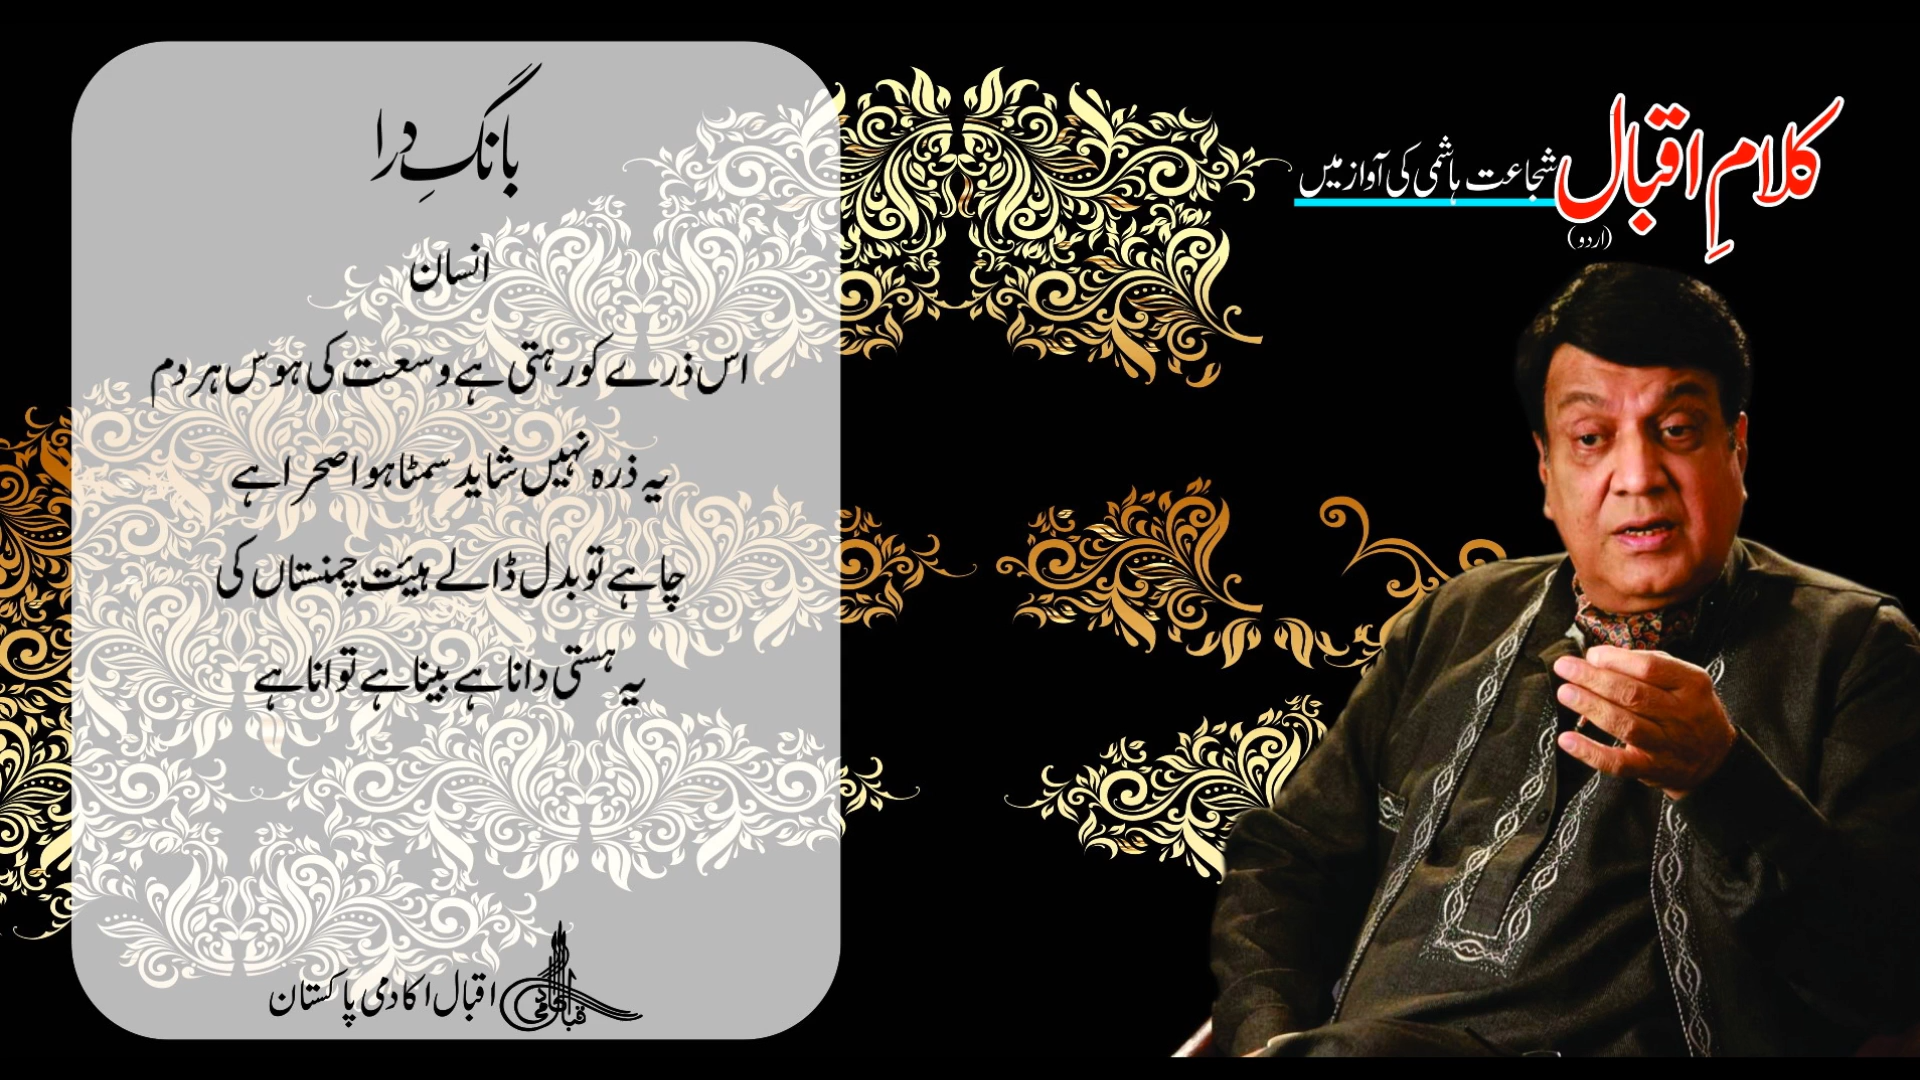 بانگِ درا
انسان
اس ذرے کو رہتی ہے وسعت کی ہوس ہر دم
یہ ذرہ نہیں شاید سمٹا ہوا صحرا ہے
چاہے تو بدل ڈالے ہیئت چمنستاں کی
یہ ہستی دانا ہے بینا ہے توانا ہے
اقبال اکادمی پاکستان
کلامِ اقبال شجاعت ہاشمی کی آواز میں
(اردو)